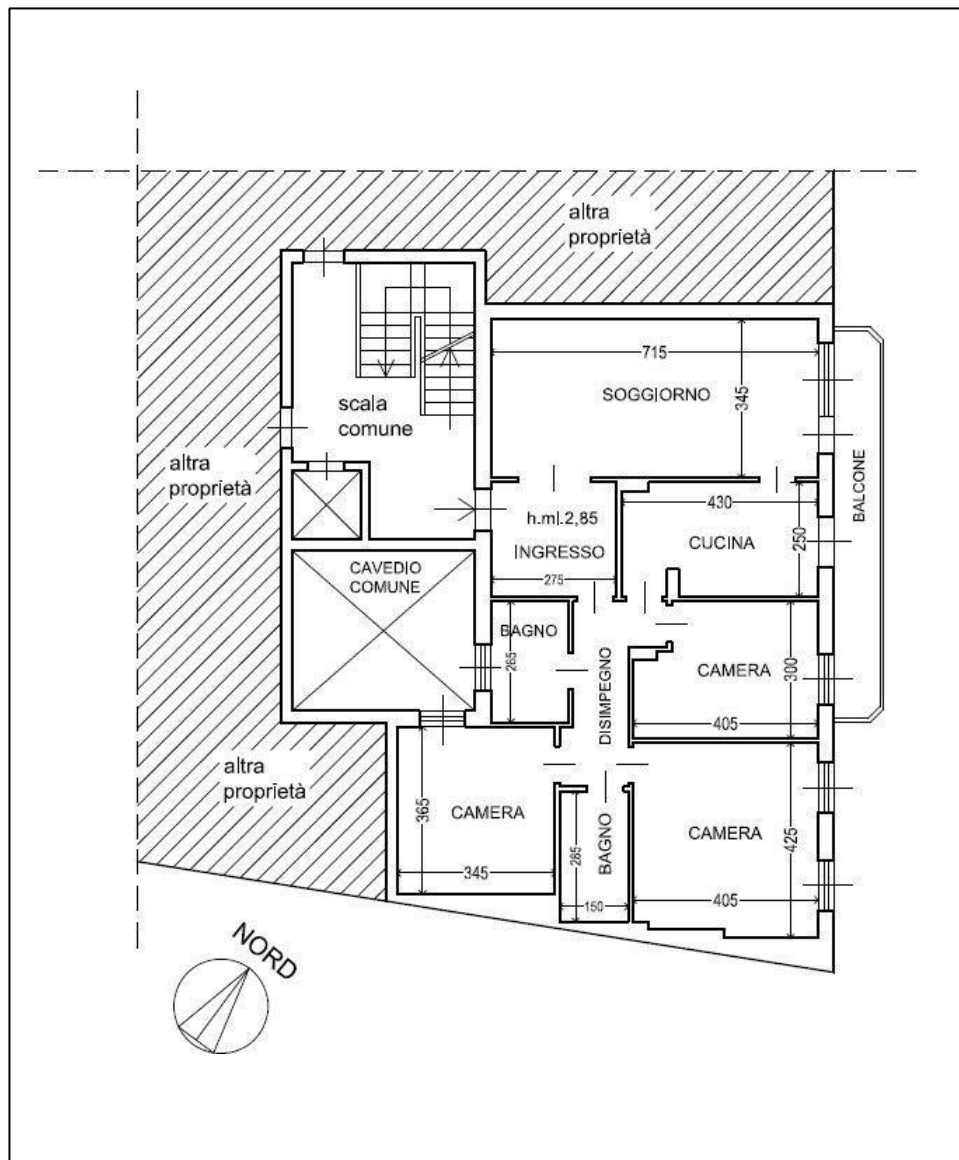 altra
proprietà
715
SOGGIORNO
345
scala
comune
altra
proprietà
430
h.ml.2,85
INGRESSO
275
CUCINA
250
BALCONE
CAVEDIO
COMUNE
BAGNO
265
DISIMPEGNO
CAMERA
300
405
altra
proprietà
365
CAMERA
345
BAGNO
285
150
CAMERA
425
405
NORD